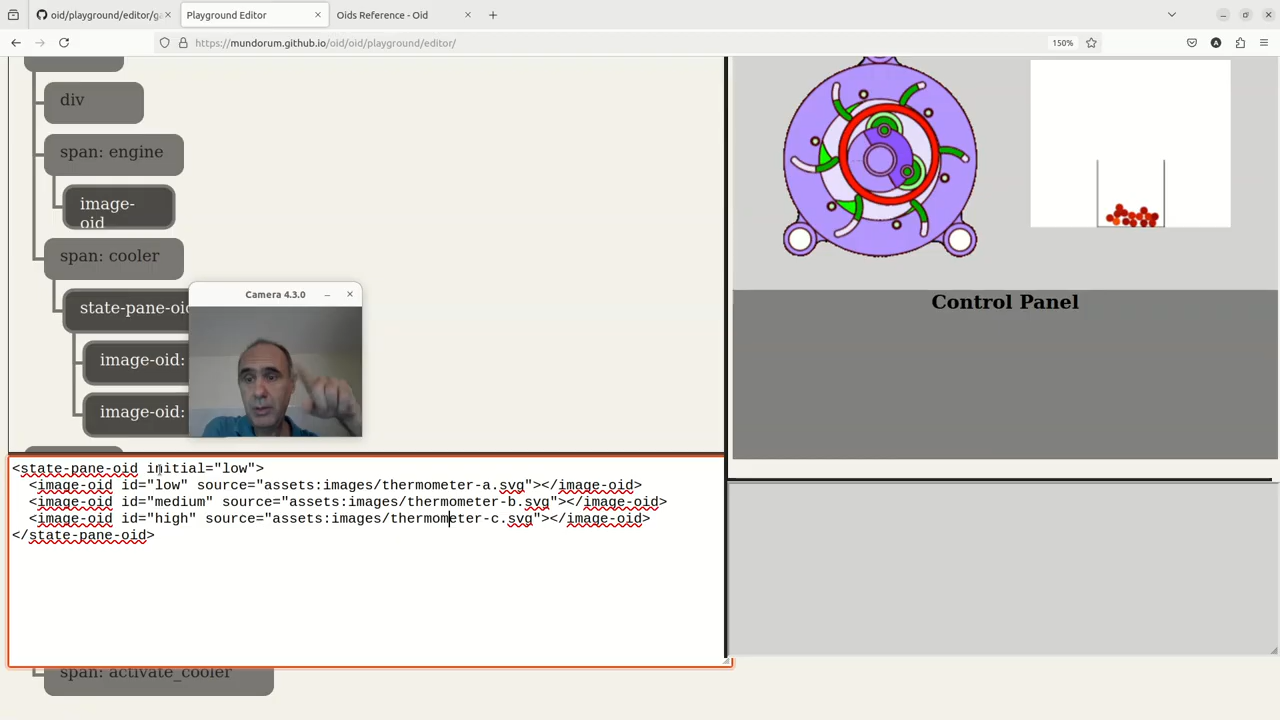 oid/playground/editor/ga
Playground Editor
Oids Reference - Oid
https://mundorum.github.io/oid/oid/playground/editor/
150%
A
div
span: engine
image-
oid
span: cooler
state-pane-oid
image-oid:
image-oid:
Camera 4.3.0
Control Panel
<state-pane-oid initial="low">
<image-oid id="low" source="assets:images/thermometer-a.svg"></image-oid>
<image-oid id="medium" source="assets:images/thermometer-b.svg"></image-oid>
<image-oid id="high" source="assets:images/thermometer-c.svg"></image-oid>
</state-pane-oid>
span: activate_cooler